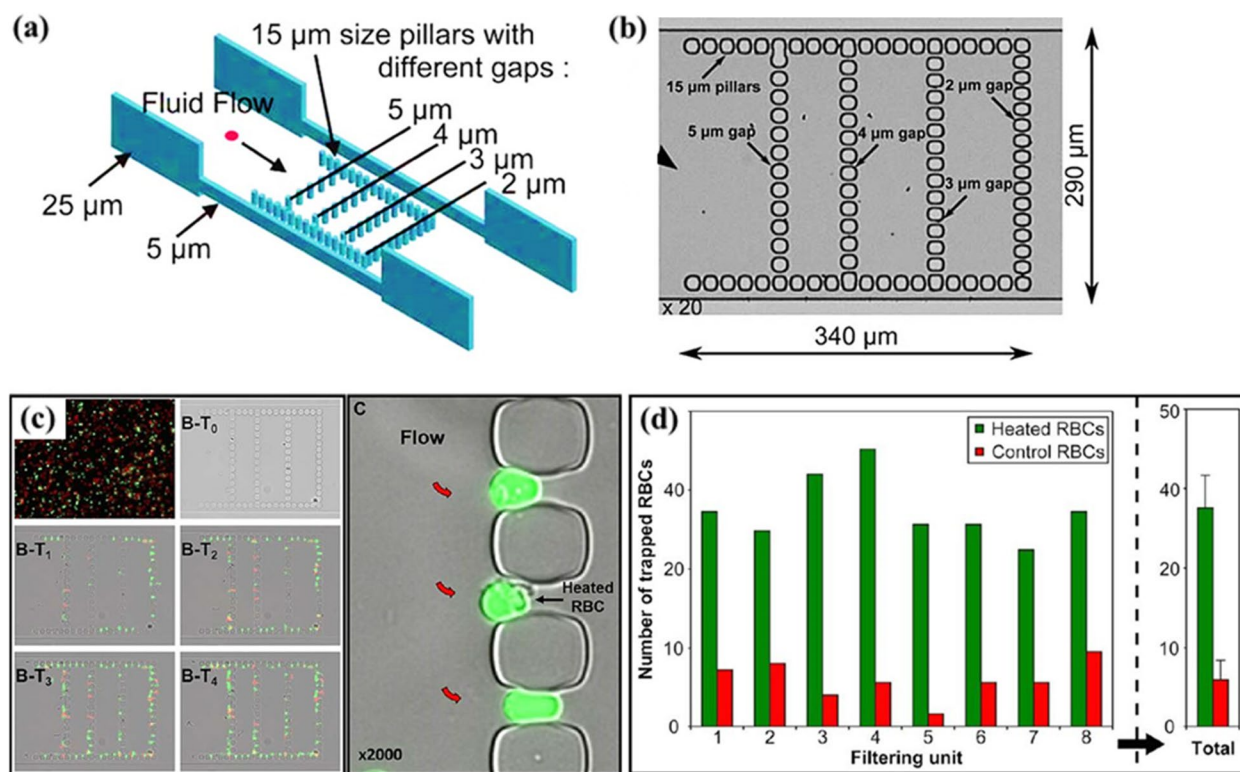 (a)
15 µm size pillars with
different gaps :
Fluid Flow
5 µm
4 µm
3 µm
2 µm
25 µm
5 µm
(b)
15 µm pillars
5 µm gap
4 µm gap
2 µm gap
3 µm gap
x 20
290 µm
340 µm
(c)
B-T0
B-T1
B-T2
B-T3
B-T4
C
Flow
Heated
RBC
x2000
(d)
Number of trapped RBCs
40
20
10
0
Heated RBCs
Control RBCs
1 2 3 4 5 6 7 8
Filtering unit
50
40
20
10
0
Total